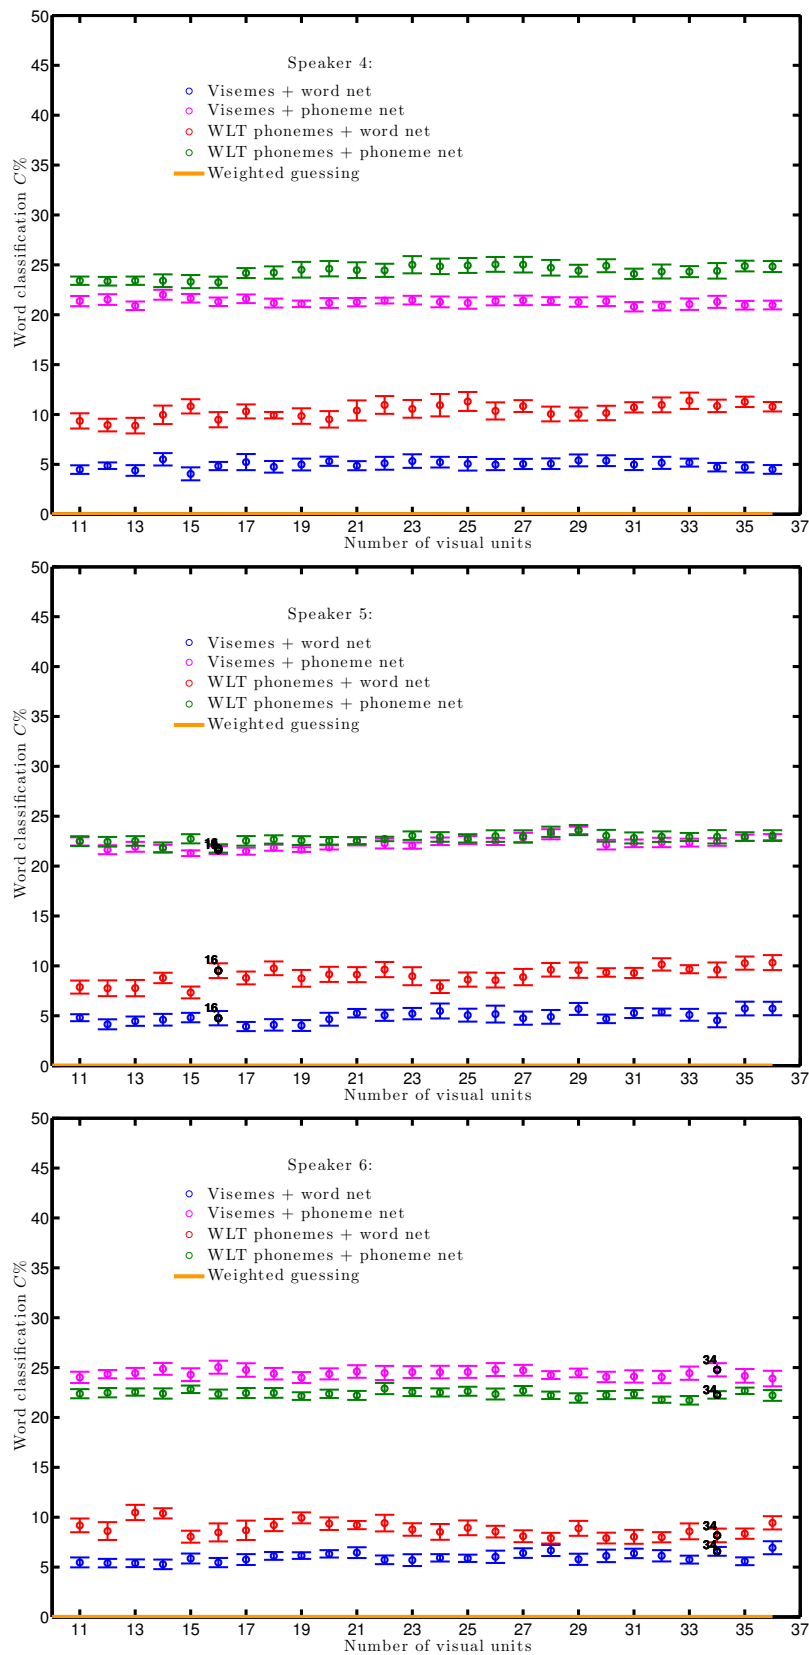 50
45
40
35
30
25
20
15
10
5
0
Word classification C%
Speaker 4:
Visemes + word net
Visemes + phoneme net
WLT phonemes + word net
WLT phonemes + phoneme net
Weighted guessing
11 13 15 17 19 21 23 25 27 29 31 33 35 37
Number of visual units
50
45
40
35
30
25
20
15
10
5
0
Word classification C%
Speaker 5:
Visemes + word net
Visemes + phoneme net
WLT phonemes + word net
WLT phonemes + phoneme net
Weighted guessing
16
16
16
16
11 13 15 17 19 21 23 25 27 29 31 33 35 37
Number of visual units
50
45
40
35
30
25
20
15
10
5
0
Word classification C%
Speaker 6:
Visemes + word net
Visemes + phoneme net
WLT phonemes + word net
WLT phonemes + phoneme net
Weighted guessing
34
34
34
34
11 13 15 17 19 21 23 25 27 29 31 33 35 37
Number of visual units